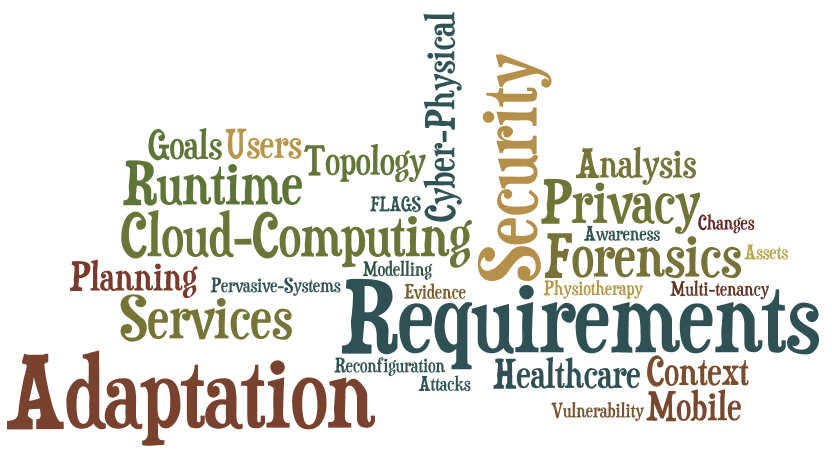 Cyber-Physical
Security
Goals
Users
Topology
Analysis
Runtime
FLAGS
Privacy
Changes
Cloud-Computing
Awareness
Forensics
Assets
Planning
Modelling
Pervasive-Systems
Evidence
Physiotherapy
Multi-tenancy
Services
Requirements
Adaptation
Reconfiguration
Attacks
Healthcare
Context
Vulnerability
Mobile